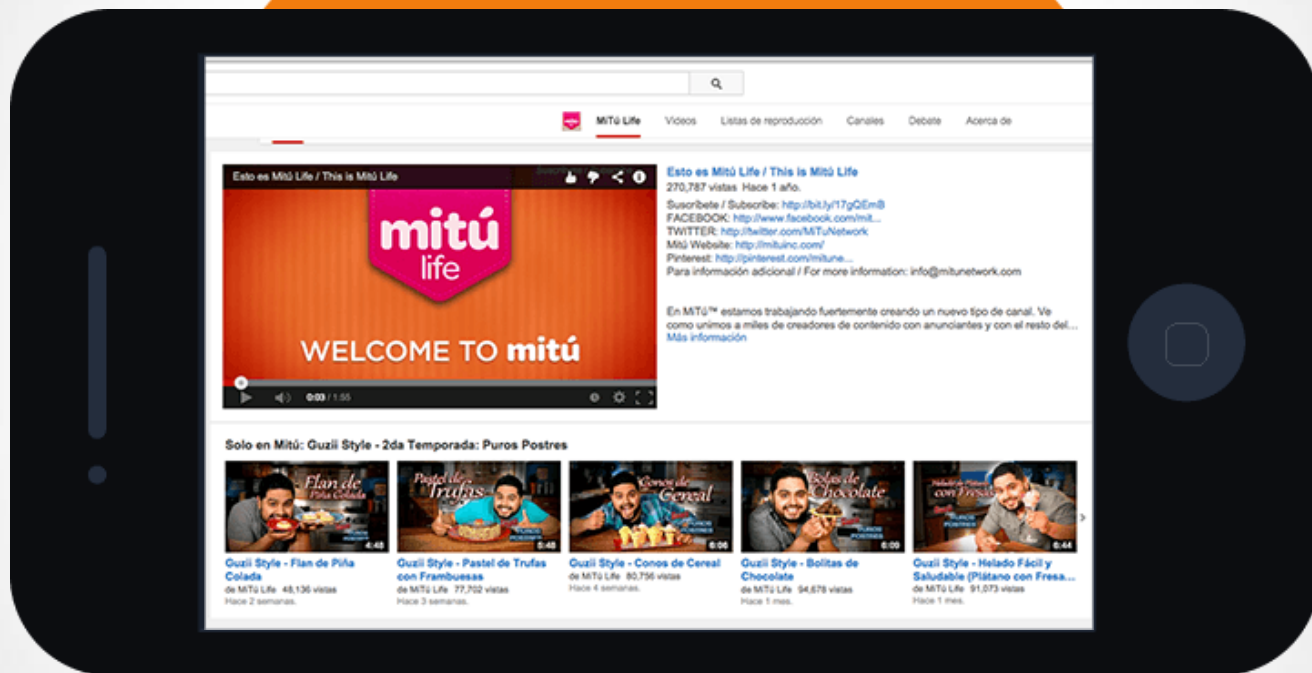 MiTú Life Videos Listas de reproducción Canales Debate Acerca de
Esto es Mitú Life / This is Mitú Life
mitú
life
WELCOME TO mitú
0:03 / 1:55
Esto es Mitú Life / This is Mitú Life
270,787 vistas Hace 1 año.
Suscríbete / Subscribe: http://bit.ly/17gQEmB
FACEBOOK: http://www.facebook.com/mit...
TWITTER: http://twitter.com/MiTuNetwork
Mitú Website: http://mituinc.com/
Pinterest: http://pinterest.com/mitune...
Para información adicional / For more information: info@mitunetwork.com
En MiTú™ estamos trabajando fuertemente creando un nuevo tipo de canal. Ve
como unimos a miles de creadores de contenido con anunciantes y con el resto del...
Más información
Solo en Mitú: Guzii Style - 2da Temporada: Puros Postres
Flan de
Piña Colada
4:48
Guzii Style - Flan de Piña
Colada
de MiTú Life 48,136 vistas
Hace 2 semanas.
Pastel de
Trufas
5:48
Guzii Style - Pastel de Trufas
con Frambuesas
de MiTú Life 77,702 vistas
Hace 3 semanas.
Conos de
Cereal
6:06
Guzii Style - Conos de Cereal
de MiTú Life 80,756 vistas
Hace 4 semanas.
Bolas de
Chocolate
6:00
Guzii Style - Bolitas de
Chocolate
de MiTú Life 94,678 vistas
Hace 1 mes.
con Fresas
6:44
Guzii Style - Helado Fácil y
Saludable (Plátano con Fresa...
de MiTú Life 91,073 vistas
Hace 1 mes.